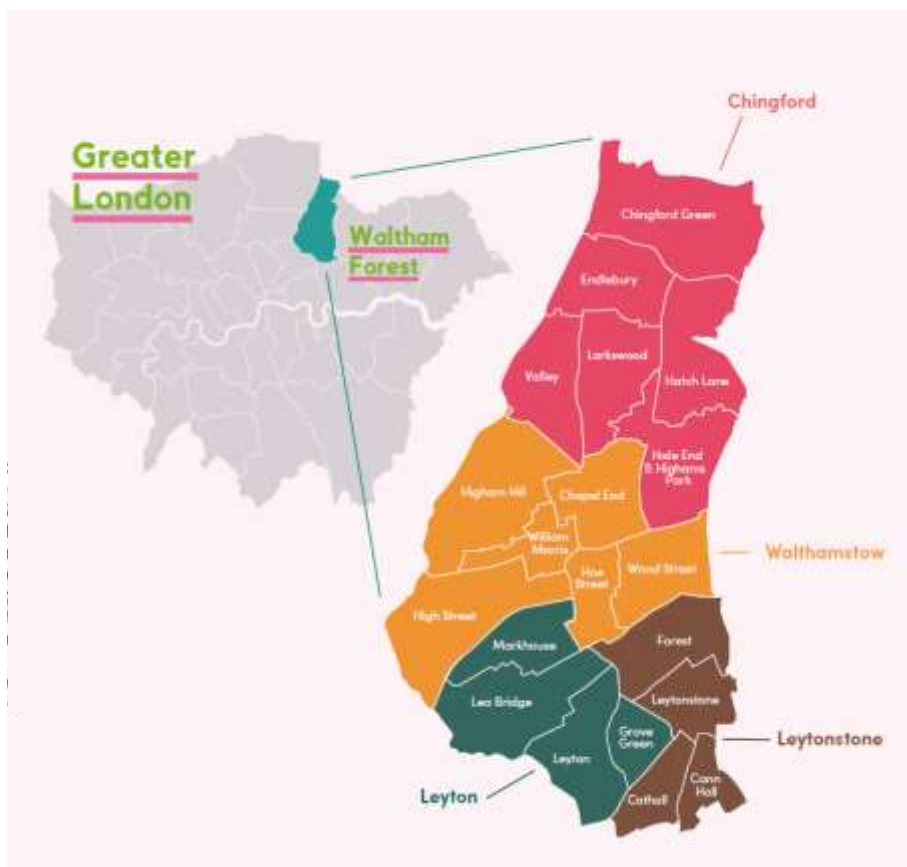 Chingford
Greater
London
Waltham
Forest
Chingford Green
Endlebury
Larkswood
Valley
Hatch Lane
Hale End
& Highams
Park
Higham Hill
Chapel End
William
Morris
Hoe
Street
Wood Street
Walthamstow
High Street
Markhouse
Forest
Lea Bridge
Leytonstone
Grove
Green
Leytonstone
Leyton
Cann
Hall
Leyton
Cathall